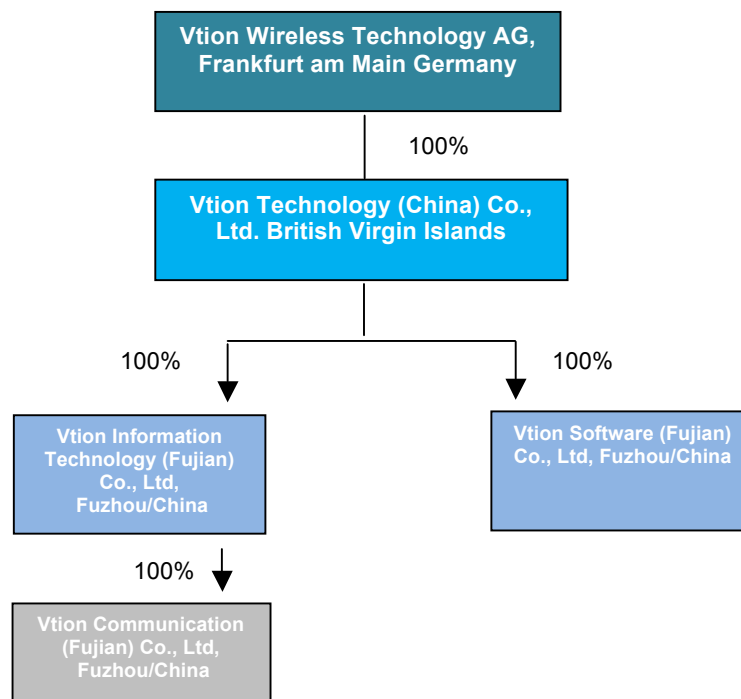 Vtion Wireless Technology AG,
Frankfurt am Main Germany
100%
Vtion Technology (China) Co.,
Ltd. British Virgin Islands
100%
100%
Vtion Information
Technology (Fujian)
Co., Ltd,
Fuzhou/China
Vtion Software (Fujian)
Co., Ltd, Fuzhou/China
100%
Vtion Communication
(Fujian) Co., Ltd,
Fuzhou/China